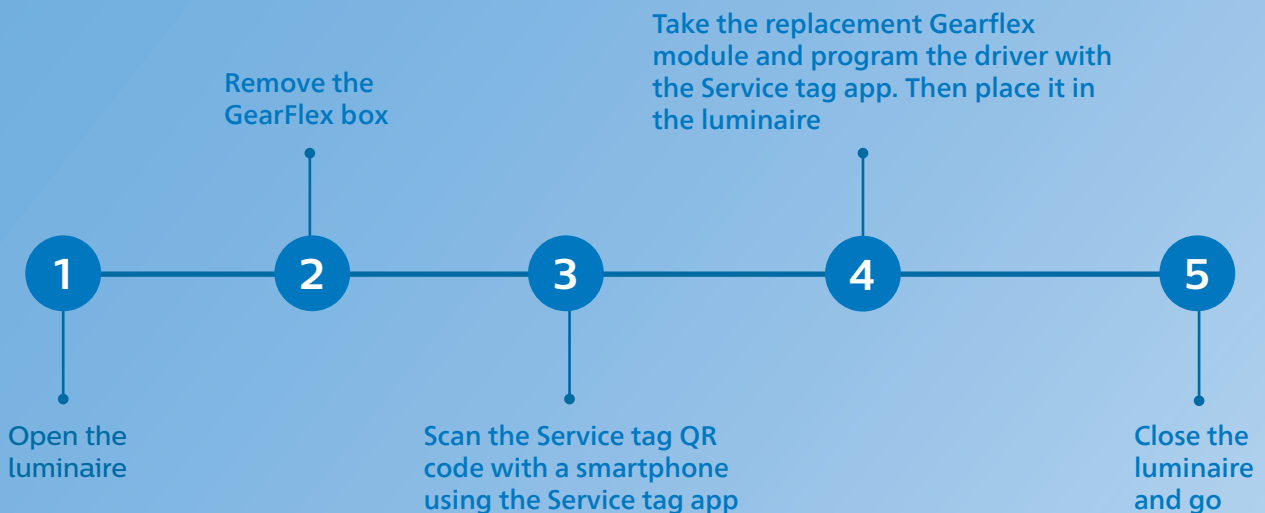 1
Open the
luminaire
2
Remove the
GearFlex box
3
Scan the Service tag QR
code with a smartphone
using the Service tag app
4
Take the replacement Gearflex
module and program the driver with
the Service tag app. Then place it in
the luminaire
5
Close the
luminaire
and go